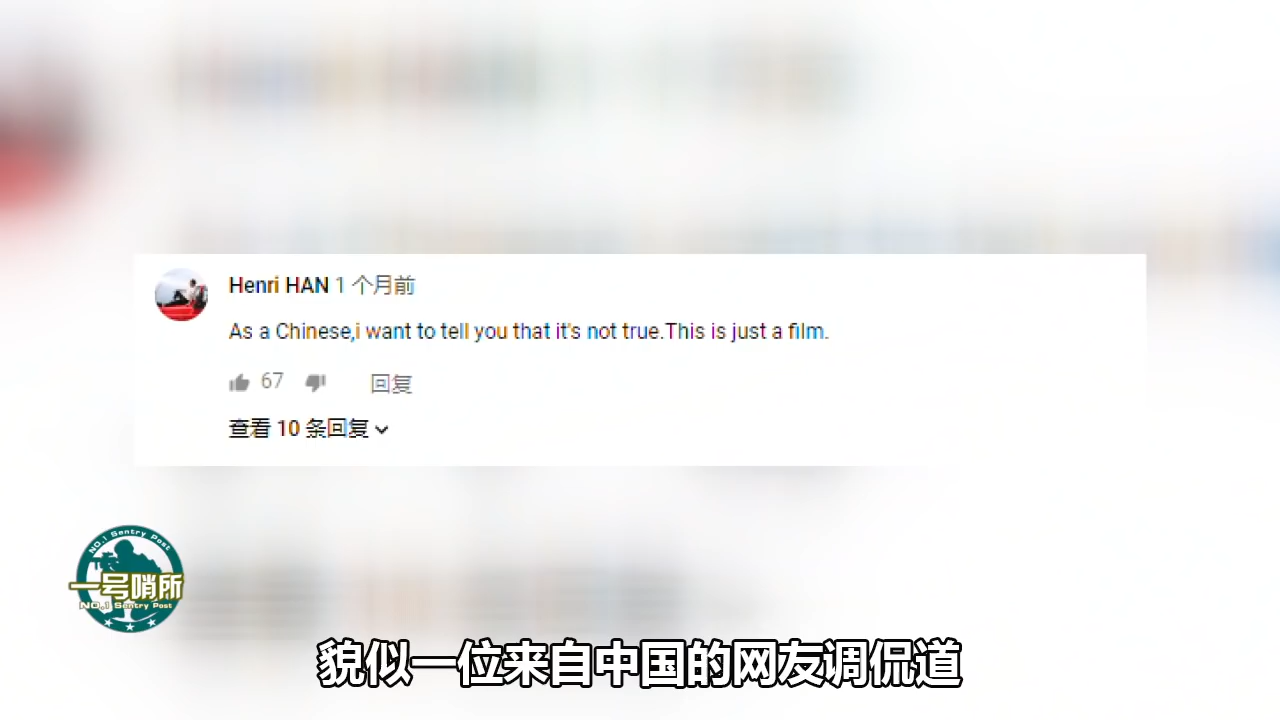 Henri HAN 1 个月前
As a Chinese,i want to tell you that it's not true.This is just a film.
67 回复
查看 10 条回复
NO.1 Sentry Post
一号哨所
NO.1 Sentry Post
貌似一位来自中国的网友调侃道